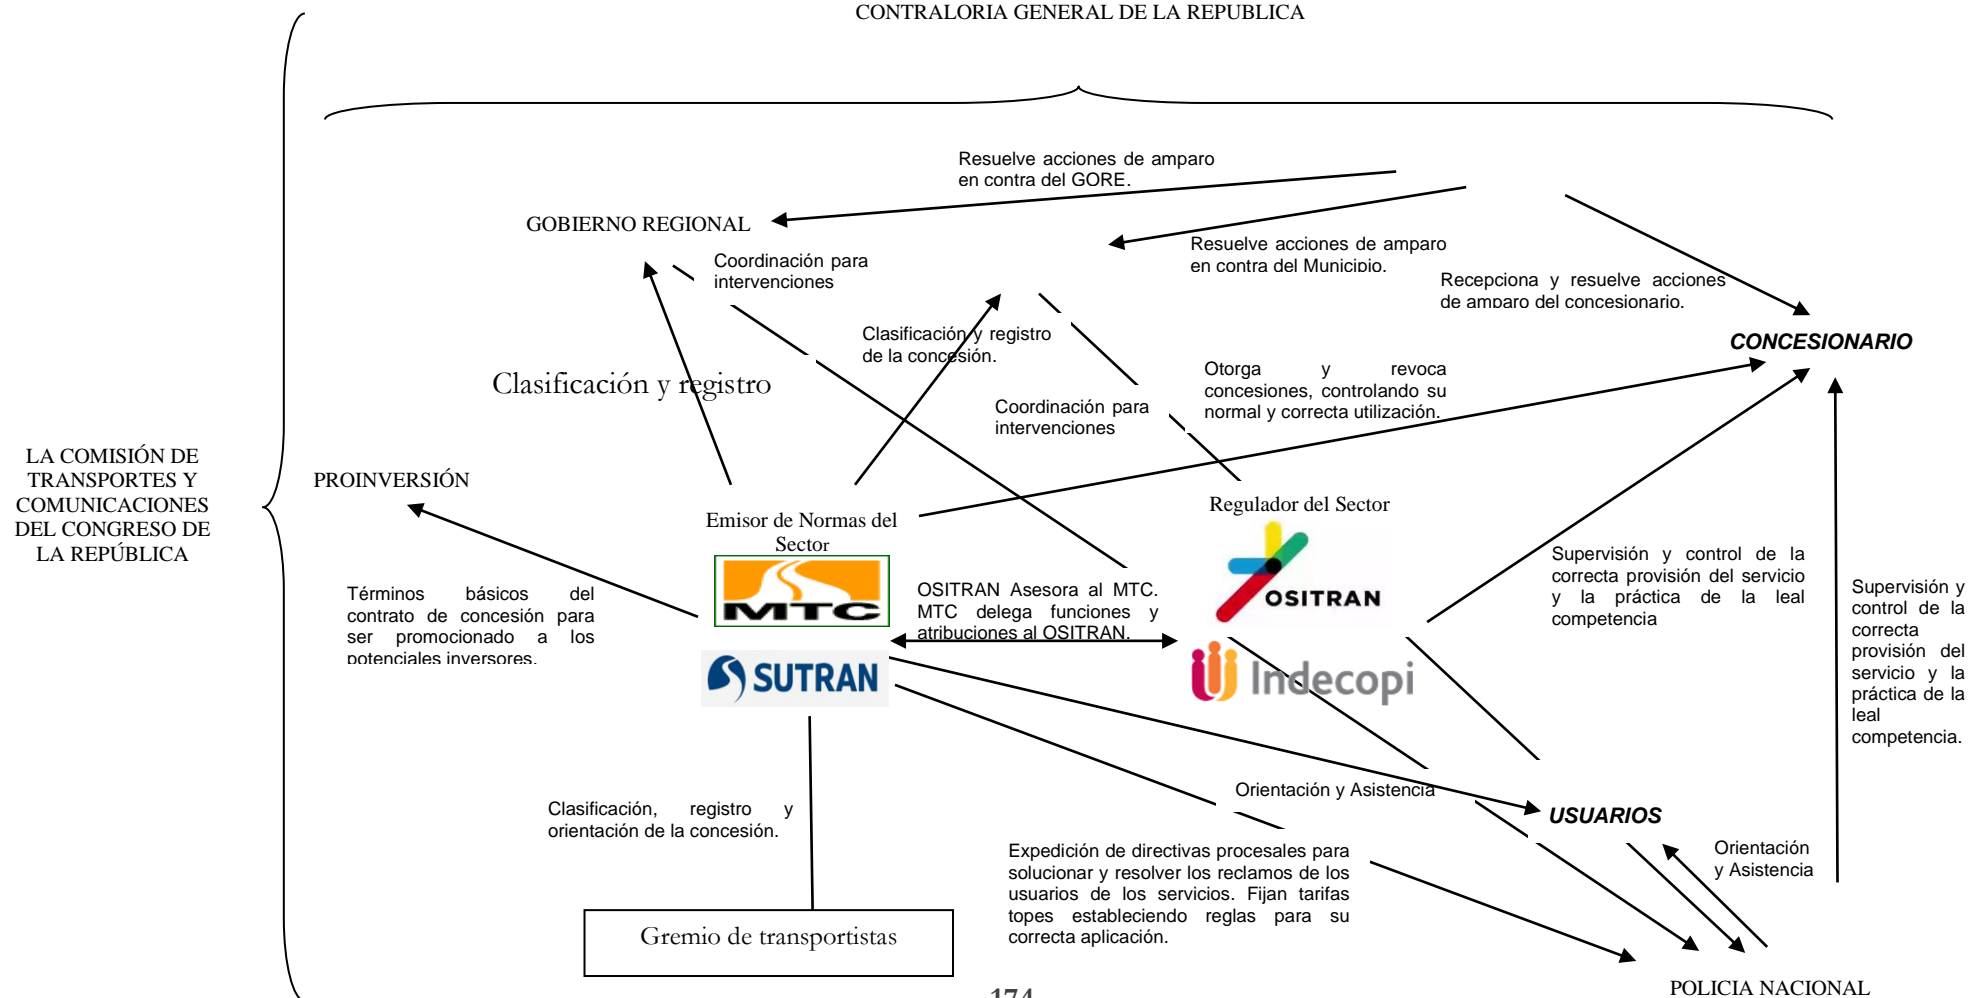 CONTRALORIA GENERAL DE LA REPUBLICA
Resuelve acciones de amparo
en contra del GORE.
GOBIERNO REGIONAL
Coordinación para
intervenciones
Resuelve acciones de amparo
en contra del Municipio.
Recepciona y resuelve acciones
de amparo del concesionario.
Clasificación y registro
de la concesión.
CONCESIONARIO
Clasificación y registro
Otorga y revoca
concesiones, controlando su
normal y correcta utilización.
Coordinación para
intervenciones
LA COMISIÓN DE
TRANSPORTES Y
COMUNICACIONES
DEL CONGRESO DE
LA REPÚBLICA
PROINVERSIÓN
Emisor de Normas del
Sector
MTC
SUTRAN
Regulador del Sector
OSITRAN
Indecopi
OSITRAN Asesora al MTC.
MTC delega funciones y
atribuciones al OSITRAN.
Términos básicos del
contrato de concesión para
ser promocionado a los
potenciales inversores.
Supervisión y control de la
correcta provisión del servicio
y la práctica de la leal
competencia
Supervisión y
control de la
correcta
provisión del
servicio y la
práctica de la
leal
competencia.
Clasificación, registro y
orientación de la concesión.
Orientación y Asistencia
USUARIOS
Orientación
y Asistencia
Expedición de directivas procesales para
solucionar y resolver los reclamos de los
usuarios de los servicios. Fijan tarifas
topes estableciendo reglas para su
correcta aplicación.
Gremio de transportistas
POLICIA NACIONAL
174